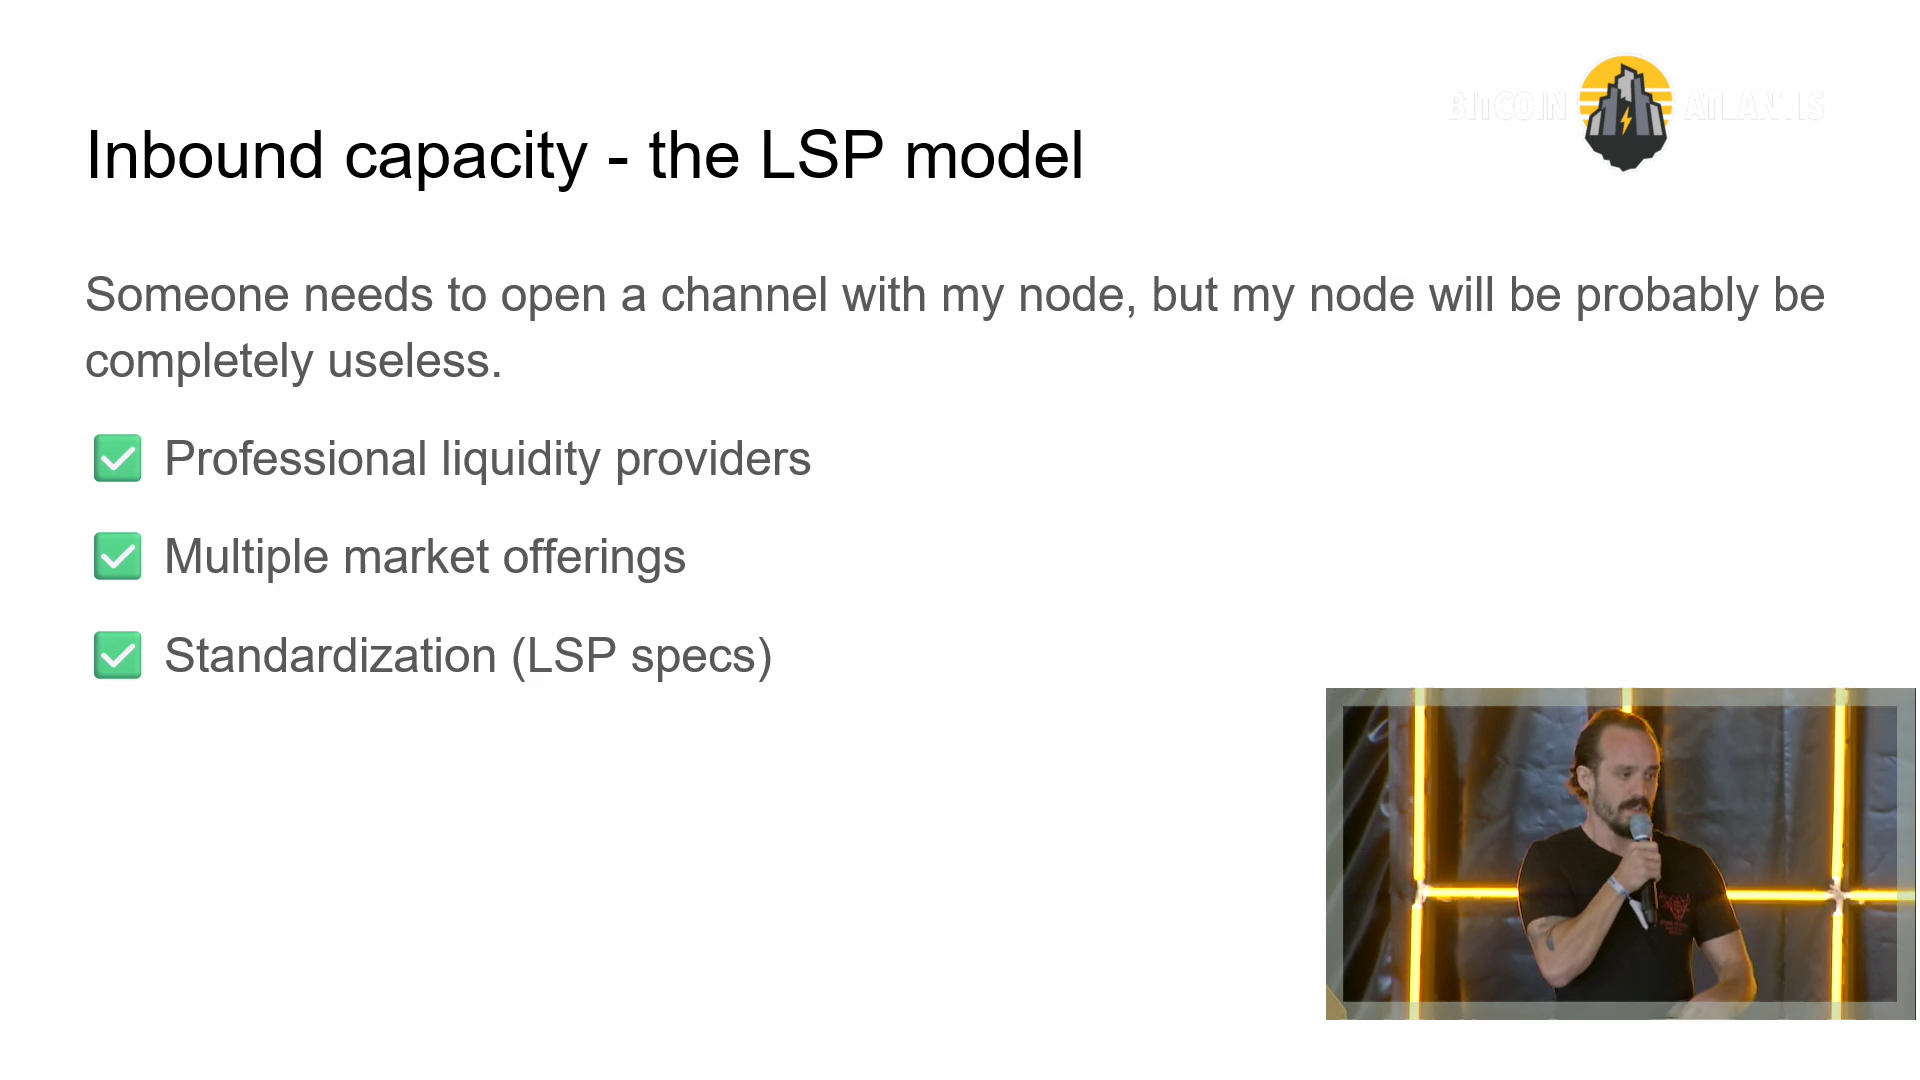 BITCOIN ATLANTIS
Inbound capacity - the LSP model
Someone needs to open a channel with my node, but my node will be probably be
completely useless.
✅ Professional liquidity providers
✅ Multiple market offerings
✅ Standardization (LSP specs)